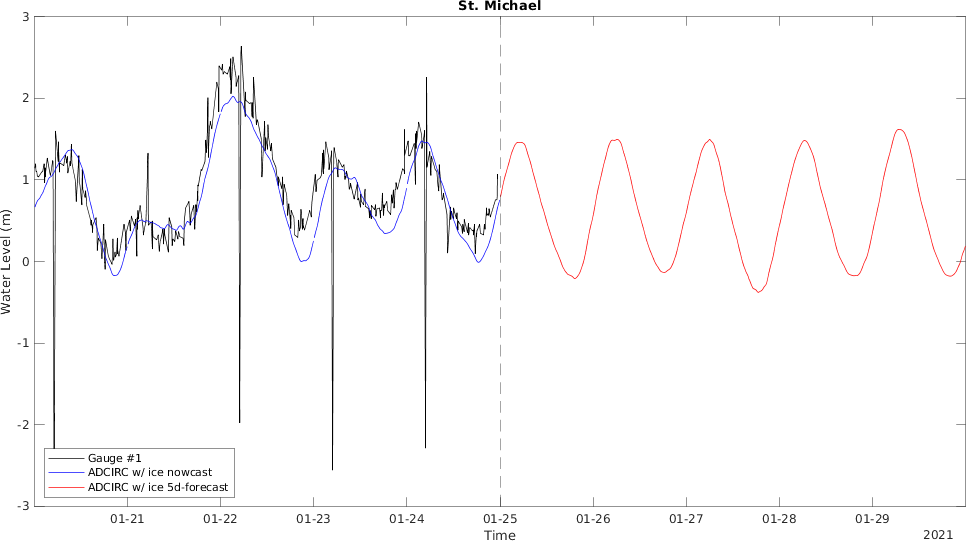 St. Michael
3
2
1
0
-1
-2
-3
Water Level (m)
Gauge #1
ADCIRC w/ ice nowcast
ADCIRC w/ ice 5d-forecast
01-21
01-22
01-23
01-24
01-25
01-26
01-27
01-28
01-29
Time
2021